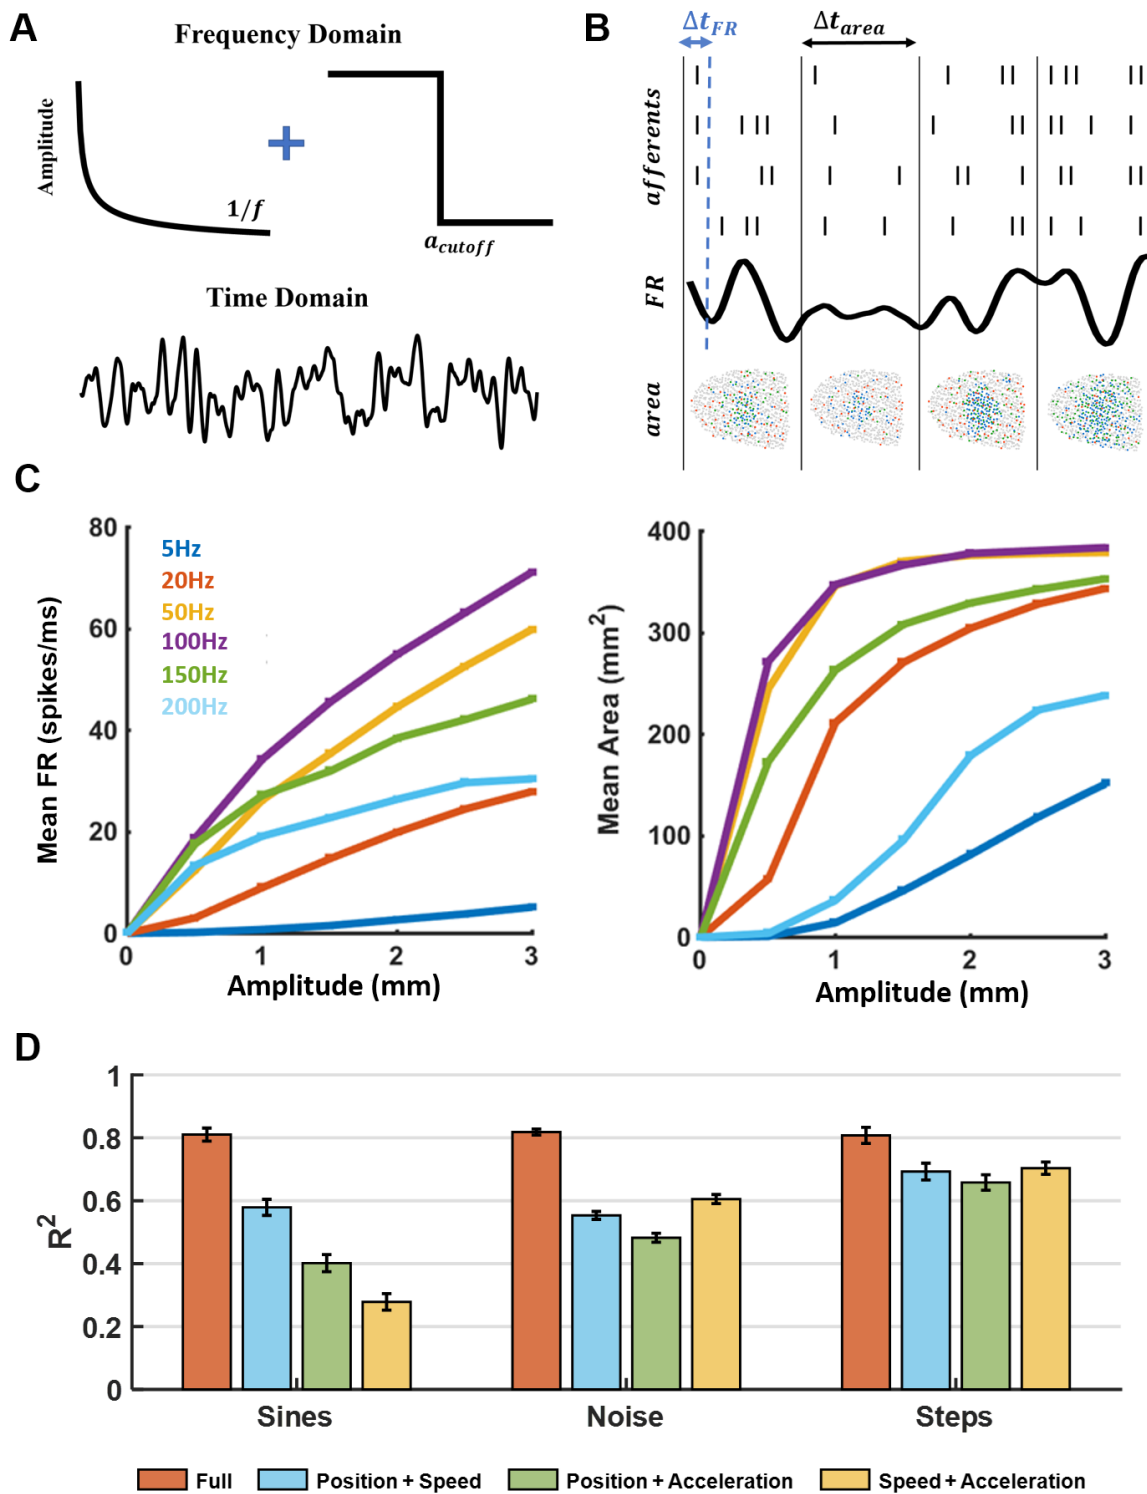 A
Frequency Domain
Amplitude
1/f
a_cutoff
Time Domain
B
Δt_FR
Δt_area
afferents
FR
area
C
80
60
40
20
0
Mean FR (spikes/ms)
5Hz
20Hz
50Hz
100Hz
150Hz
200Hz
0 1 2 3
Amplitude (mm)
400
300
200
100
0
Mean Area (mm²)
0 1 2 3
Amplitude (mm)
D
1
0.8
0.6
0.4
0.2
0
R²
Sines Noise Steps
Full Position + Speed Position + Acceleration Speed + Acceleration